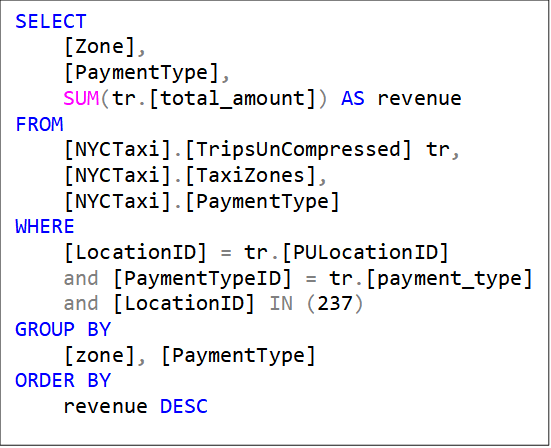 SELECT
[Zone],
[PaymentType],
SUM(tr.[total_amount]) AS revenue
FROM
[NYCTaxi].[TripsUnCompressed] tr,
[NYCTaxi].[TaxiZones],
[NYCTaxi].[PaymentType]
WHERE
[LocationID] = tr.[PULocationID]
and [PaymentTypeID] = tr.[payment_type]
and [LocationID] IN (237)
GROUP BY
[zone], [PaymentType]
ORDER BY
revenue DESC